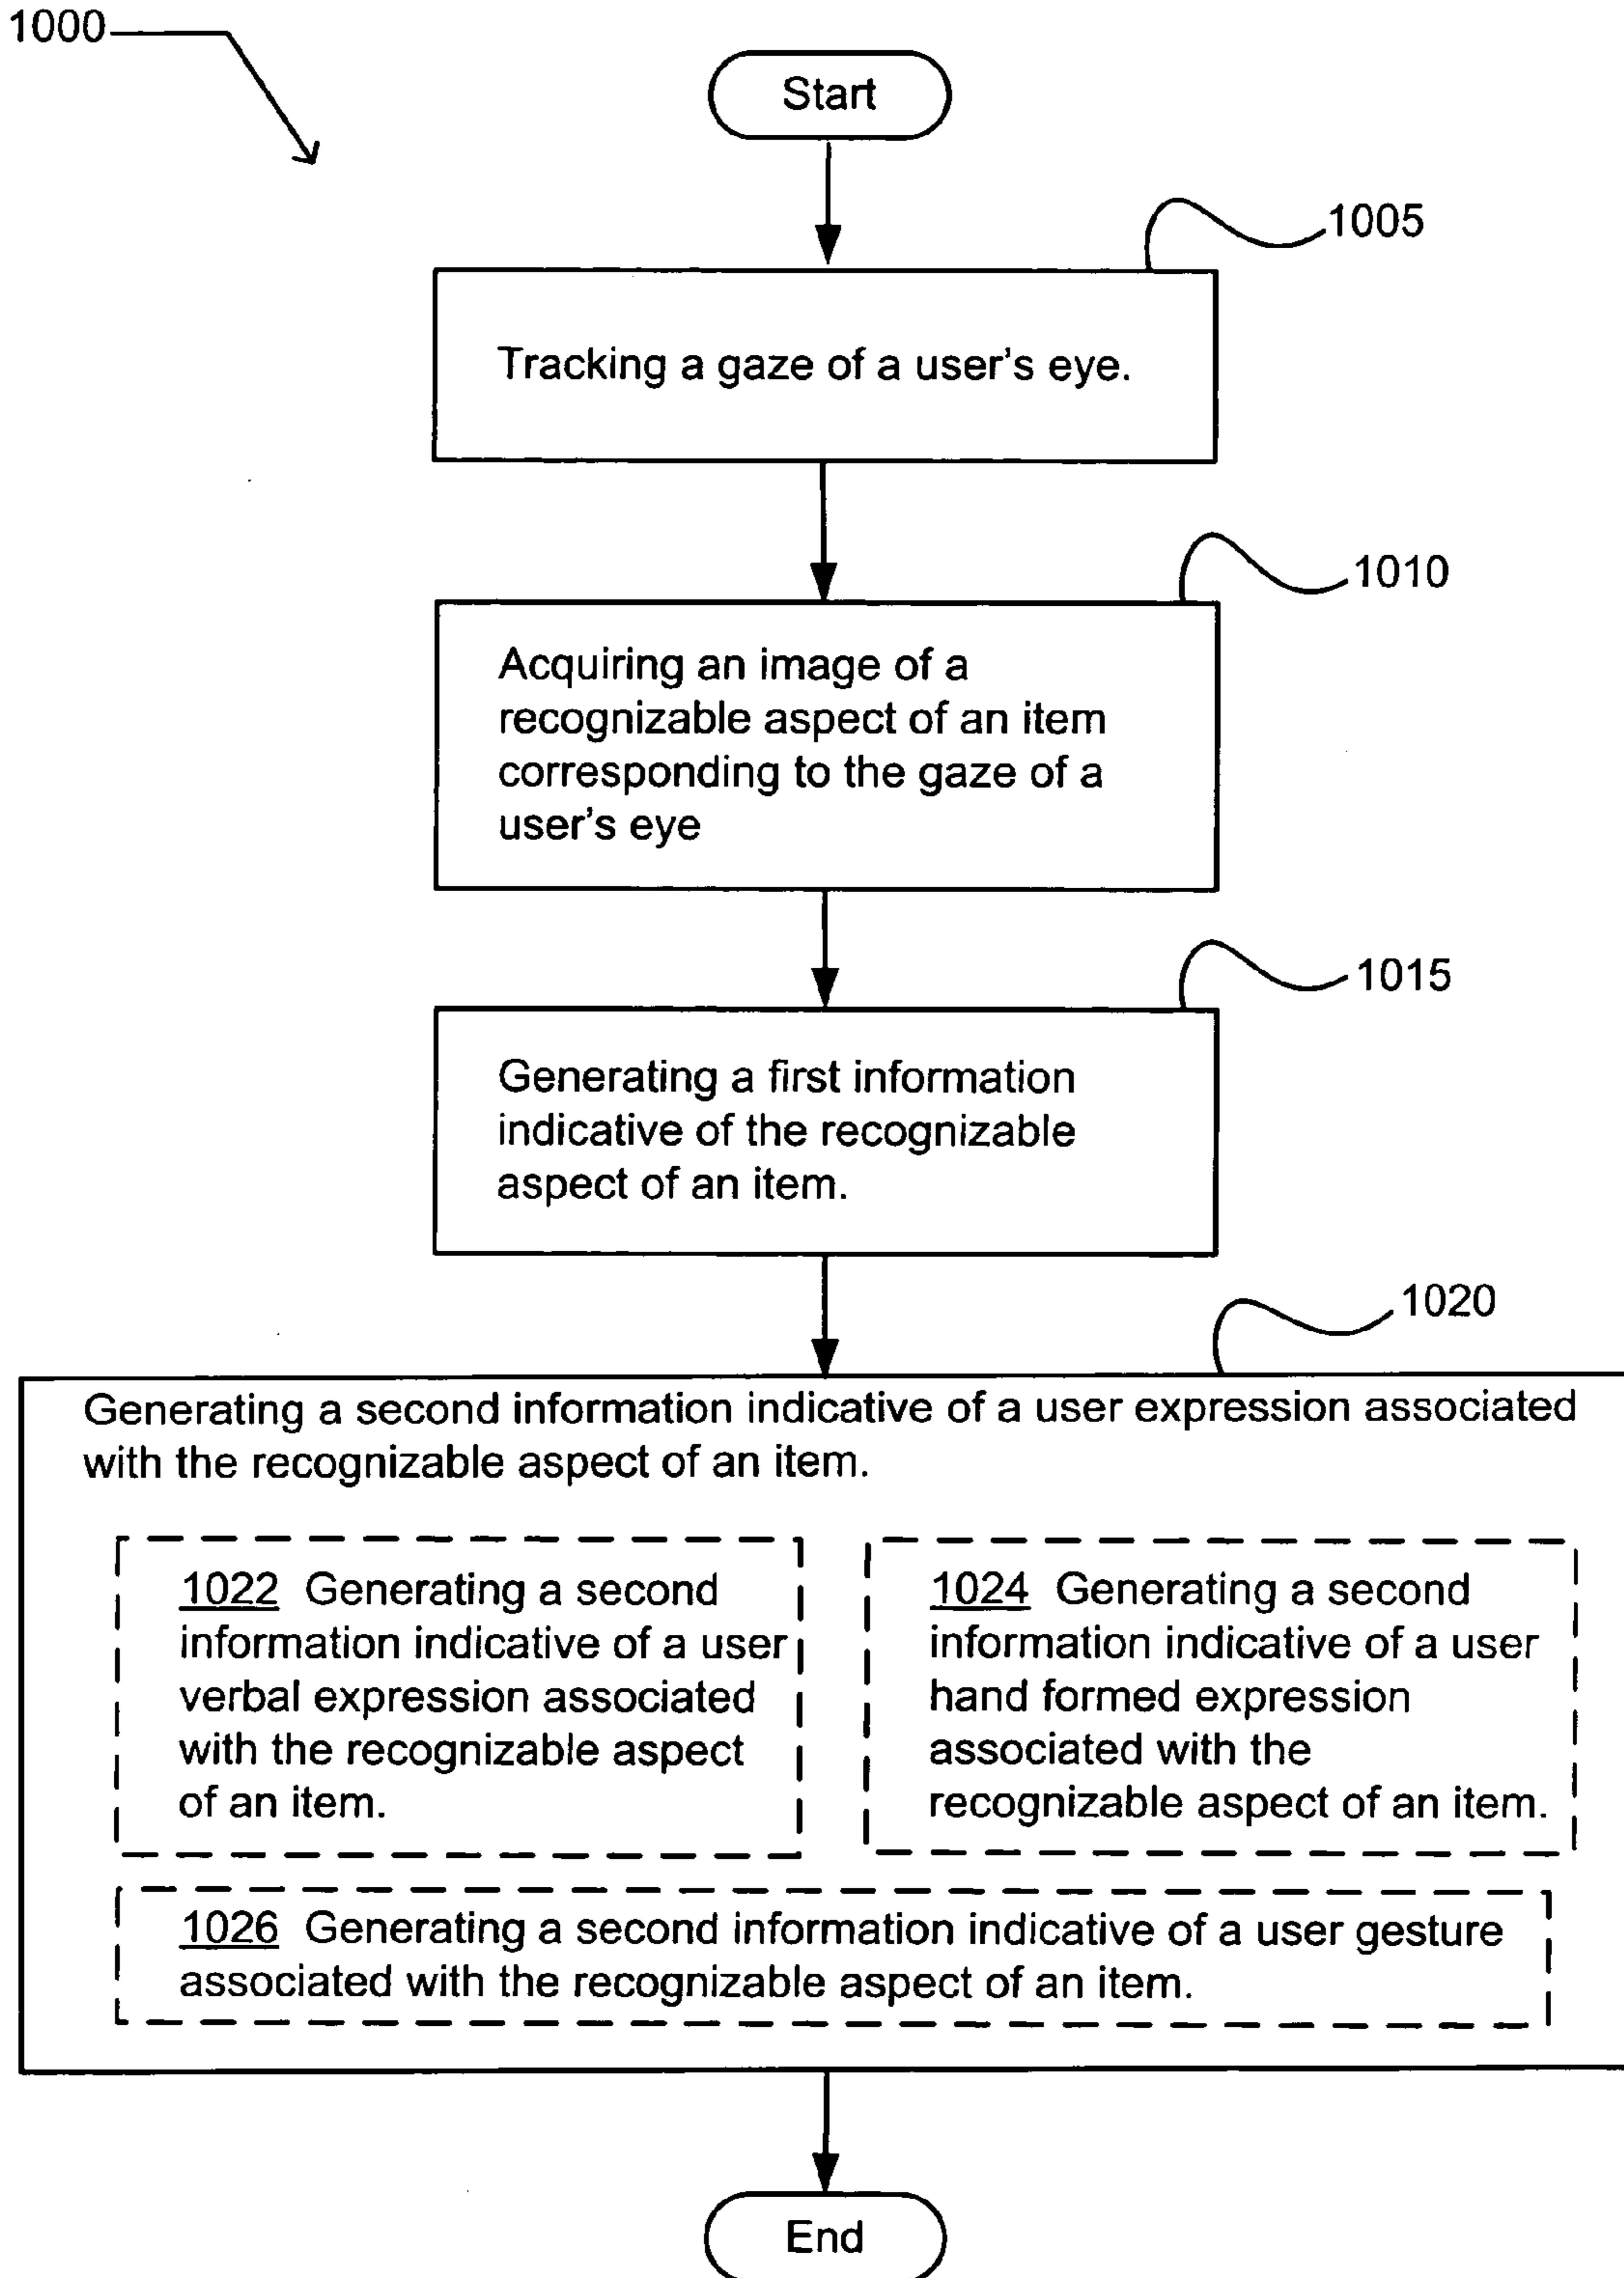 1000
Start
1005
Tracking a gaze of a user's eye.
1010
Acquiring an image of a
recognizable aspect of an item
corresponding to the gaze of a
user's eye
1015
Generating a first information
indicative of the recognizable
aspect of an item.
1020
Generating a second information indicative of a user expression associated
with the recognizable aspect of an item.
1022 Generating a second
information indicative of a user
verbal expression associated
with the recognizable aspect
of an item.
1024 Generating a second
information indicative of a user
hand formed expression
associated with the
recognizable aspect of an item.
1026 Generating a second information indicative of a user gesture
associated with the recognizable aspect of an item.
End